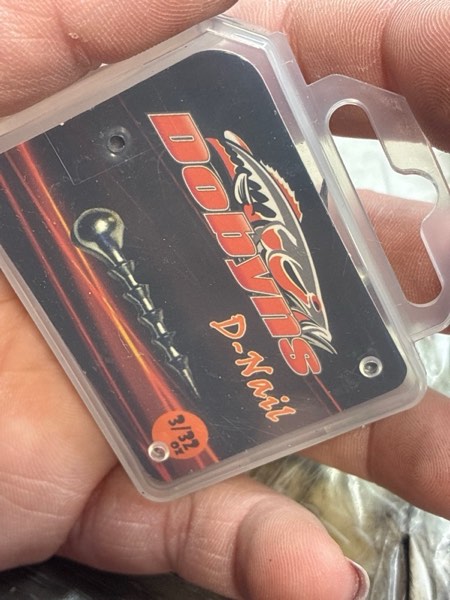 DOBYNS
D-Nail
3/32
oz